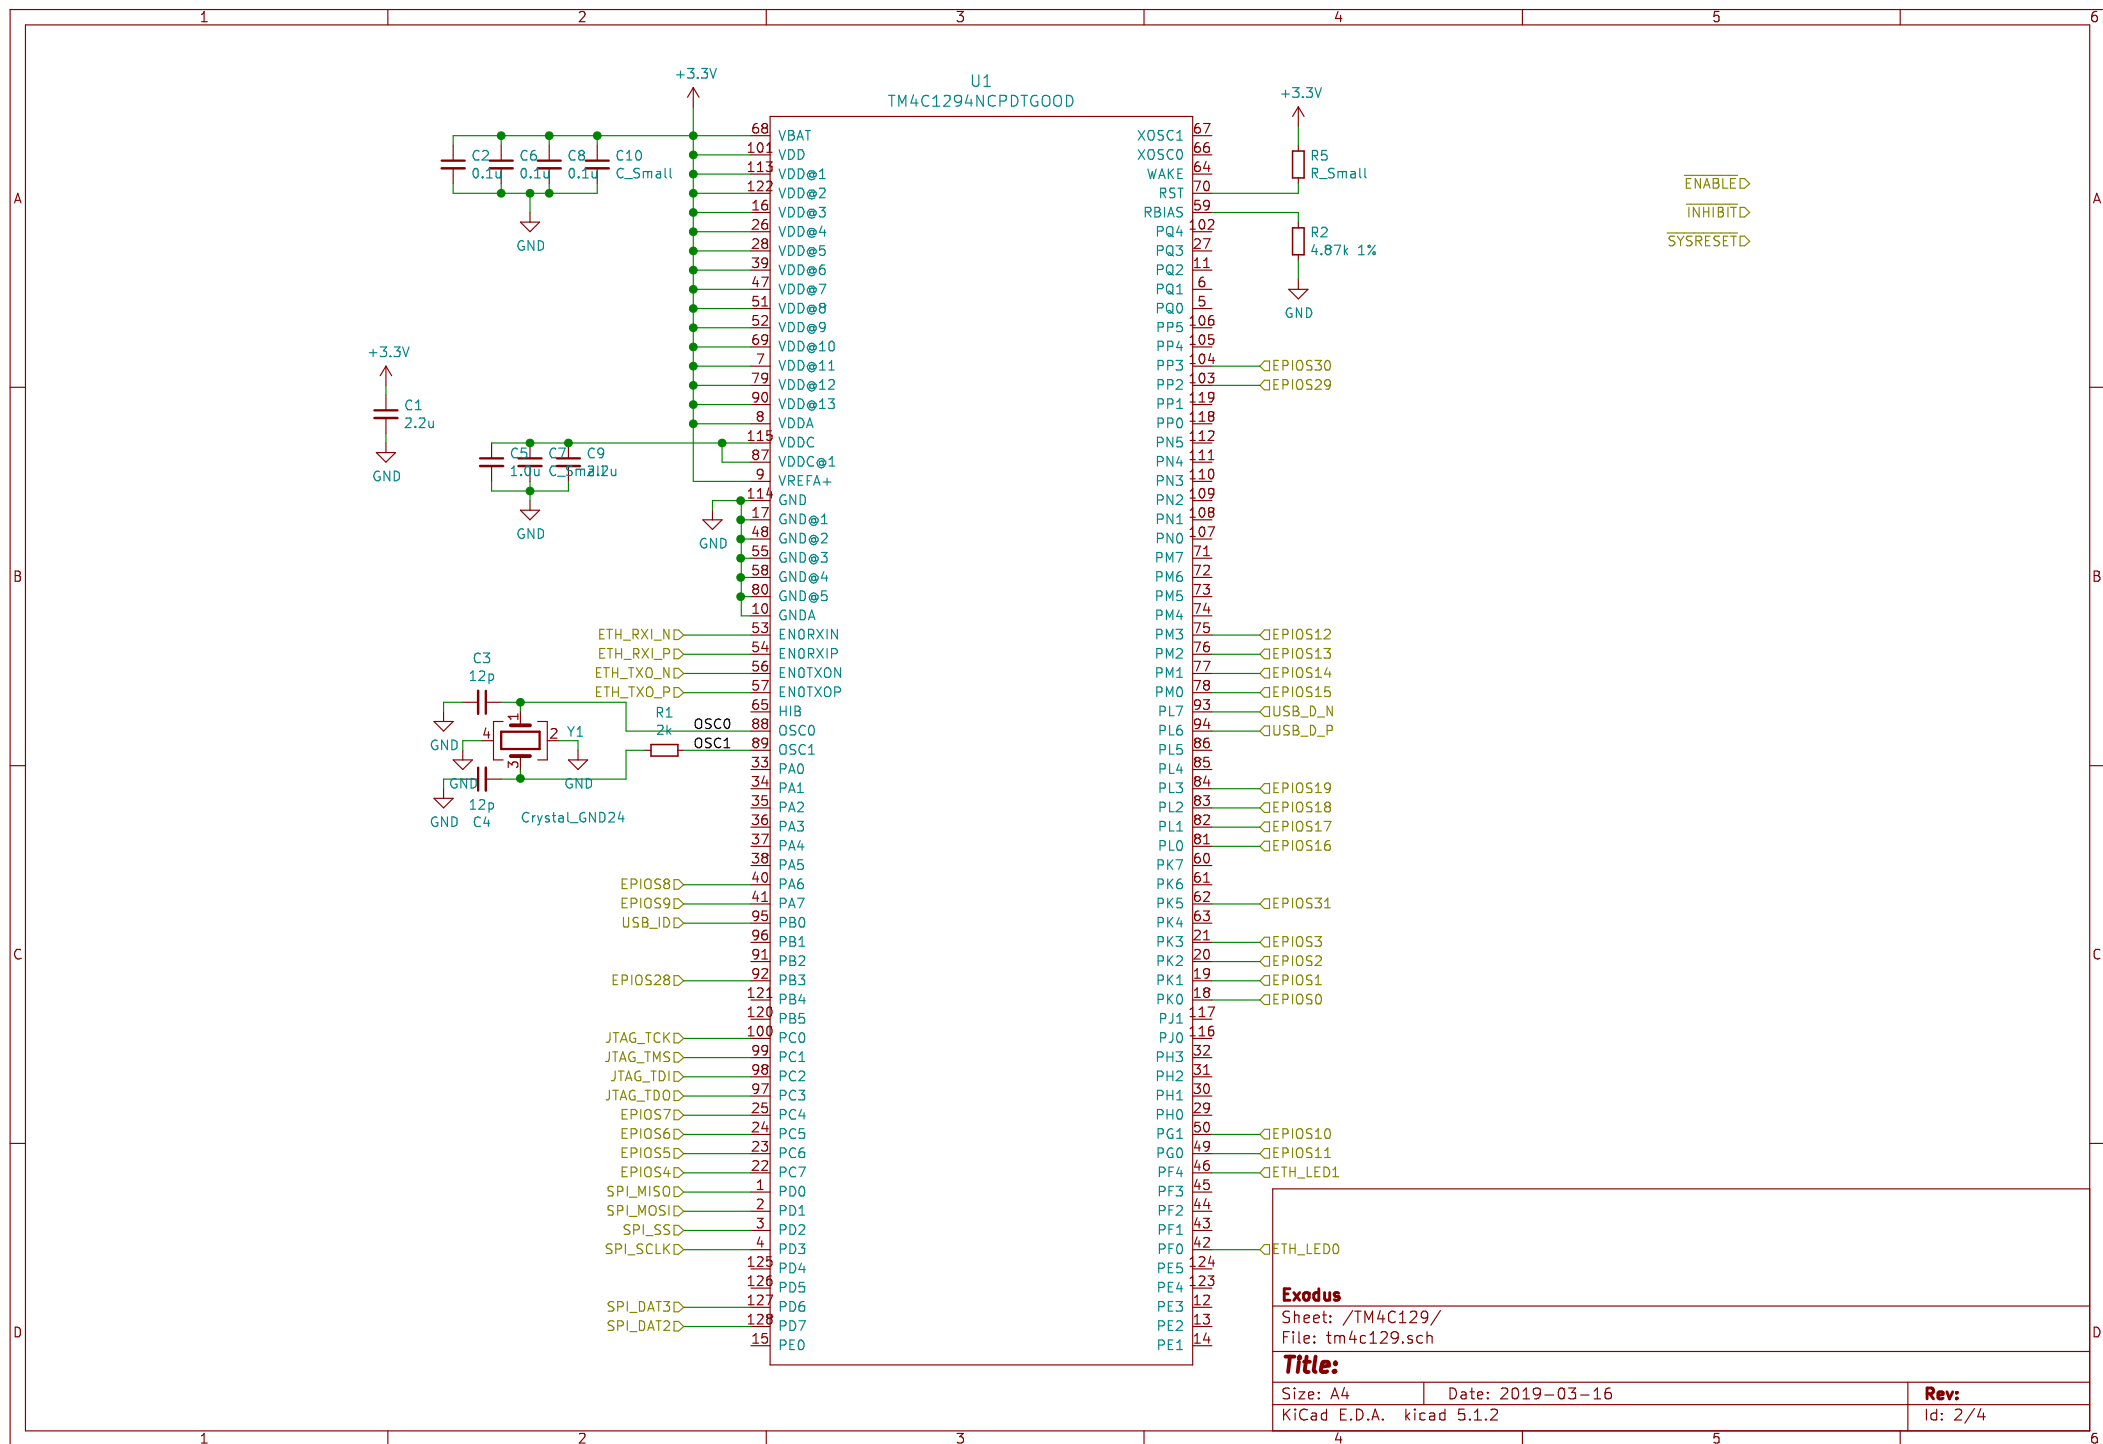 1 2 3 4 5 6
A
B
C
D
A
B
C
D
1 2 3 4 5 6
+3.3V
C2
0.1u
C6
0.1u
C8
0.1u
C10
C_Small
GND
+3.3V
C1
2.2u
GND
C5
1.0u
C7
C_Small
C9
2.2u
GND
GND
C3
12p
GND
1
4
2
3
Y1
GND
GND
GND
12p
C4
Crystal_GND24
R1
2k
OSC0
OSC1
U1
TM4C1294NCPDTGOOD
68 VBAT
101 VDD
113 VDD@1
122 VDD@2
16 VDD@3
26 VDD@4
28 VDD@5
39 VDD@6
47 VDD@7
51 VDD@8
52 VDD@9
69 VDD@10
7 VDD@11
79 VDD@12
90 VDD@13
8 VDDA
115 VDDC
87 VDDC@1
9 VREFA+
114 GND
17 GND@1
48 GND@2
55 GND@3
58 GND@4
80 GND@5
10 GNDA
ETH_RXI_N 53 EN0RXIN
ETH_RXI_P 54 EN0RXIP
ETH_TXO_N 56 EN0TXON
ETH_TXO_P 57 EN0TXOP
65 HIB
88 OSC0
89 OSC1
33 PA0
34 PA1
35 PA2
36 PA3
37 PA4
38 PA5
EPIOS8 40 PA6
EPIOS9 41 PA7
USB_ID 95 PB0
96 PB1
91 PB2
EPIOS28 92 PB3
121 PB4
120 PB5
JTAG_TCK 100 PC0
JTAG_TMS 99 PC1
JTAG_TDI 98 PC2
JTAG_TDO 97 PC3
EPIOS7 25 PC4
EPIOS6 24 PC5
EPIOS5 23 PC6
EPIOS4 22 PC7
SPI_MISO 1 PD0
SPI_MOSI 2 PD1
SPI_SS 3 PD2
SPI_SCLK 4 PD3
125 PD4
126 PD5
SPI_DAT3 127 PD6
SPI_DAT2 128 PD7
15 PE0
XOSC1 67
XOSC0 66
WAKE 64
RST 70
RBIAS 59
PQ4 102
PQ3 27
PQ2 11
PQ1 6
PQ0 5
PP5 106
PP4 105
PP3 104 EPIOS30
PP2 103 EPIOS29
PP1 119
PP0 118
PN5 112
PN4 111
PN3 110
PN2 109
PN1 108
PN0 107
PM7 71
PM6 72
PM5 73
PM4 74
PM3 75 EPIOS12
PM2 76 EPIOS13
PM1 77 EPIOS14
PM0 78 EPIOS15
PL7 93 USB_D_N
PL6 94 USB_D_P
PL5 86
PL4 85
PL3 84 EPIOS19
PL2 83 EPIOS18
PL1 82 EPIOS17
PL0 81 EPIOS16
PK7 60
PK6 61
PK5 62 EPIOS31
PK4 63
PK3 21 EPIOS3
PK2 20 EPIOS2
PK1 19 EPIOS1
PK0 18 EPIOS0
PJ1 117
PJ0 116
PH3 32
PH2 31
PH1 30
PH0 29
PG1 50 EPIOS10
PG0 49 EPIOS11
PF4 46 ETH_LED1
PF3 45
PF2 44
PF1 43
PF0 42 ETH_LED0
PE5 124
PE4 123
PE3 12
PE2 13
PE1 14
+3.3V
R5
R_Small
R2
4.87k 1%
GND
ENABLE
INHIBIT
SYSRESET
Exodus
Sheet: /TM4C129/
File: tm4c129.sch
Title:
Size: A4 Date: 2019-03-16 Rev:
KiCad E.D.A. kicad 5.1.2 Id: 2/4